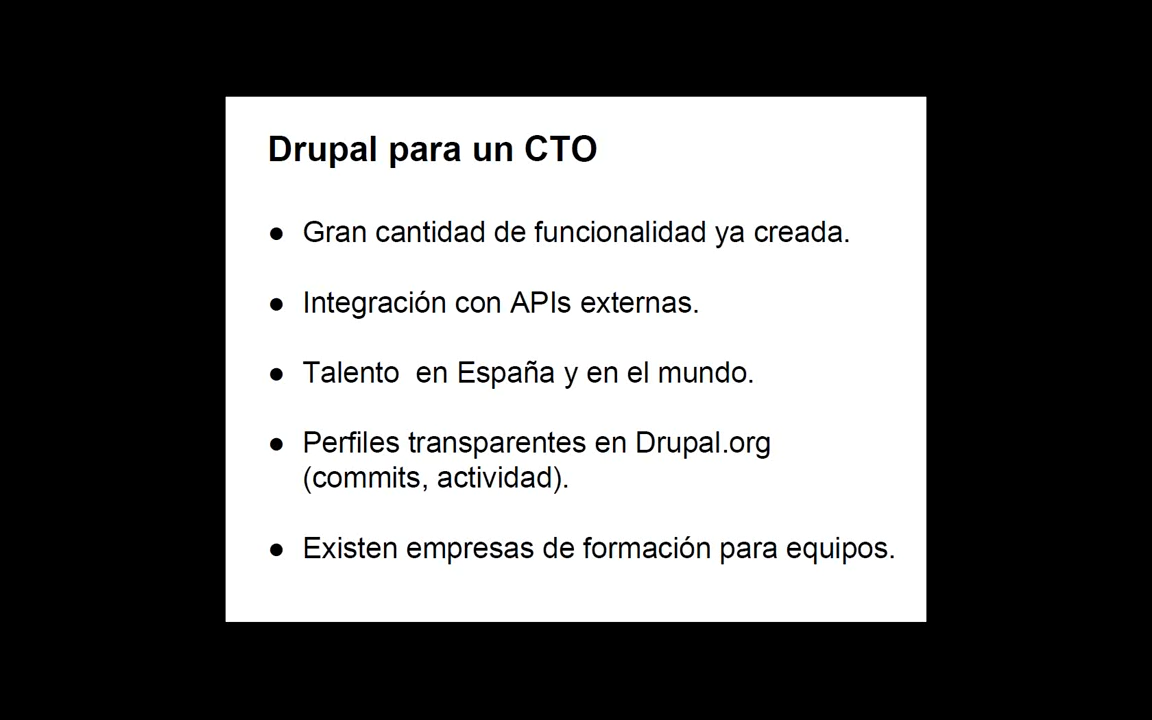 Drupal para un CTO
● Gran cantidad de funcionalidad ya creada.
● Integración con APIs externas.
● Talento  en España y en el mundo.
● Perfiles transparentes en Drupal.org
(commits, actividad).
● Existen empresas de formación para equipos.